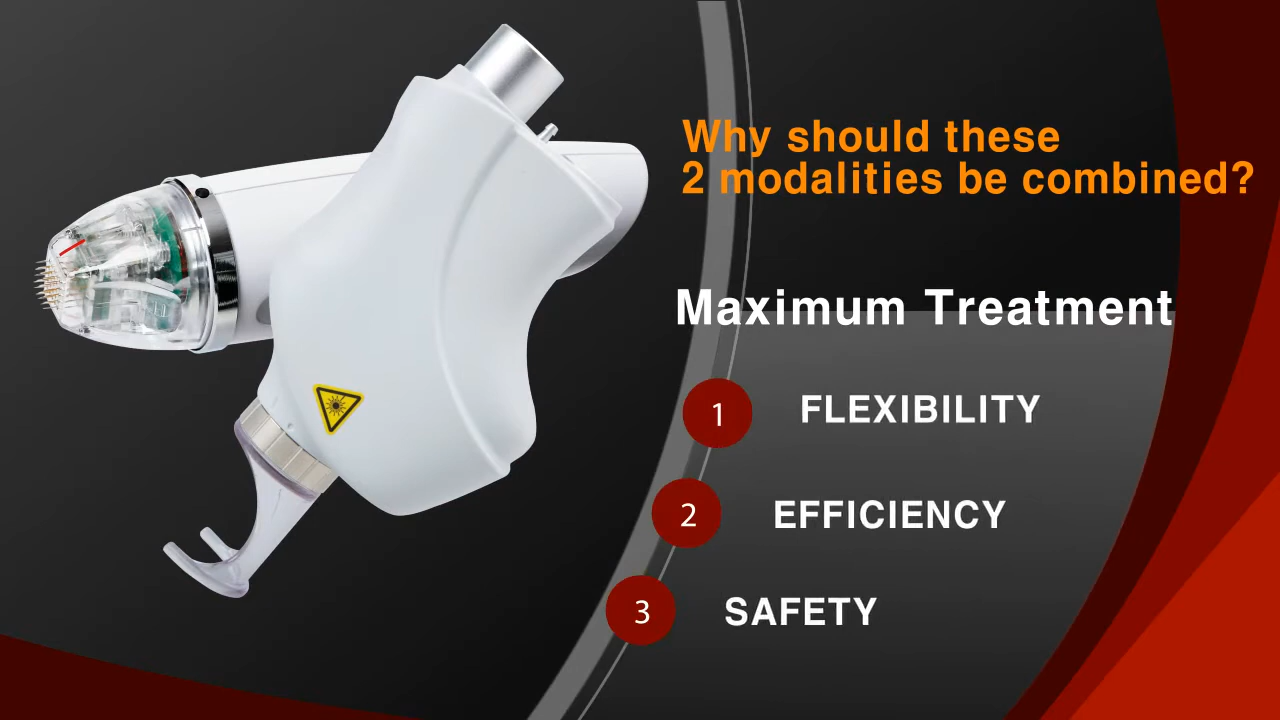 Why should these
2 modalities be combined?
Maximum Treatment
1 FLEXIBILITY
2 EFFICIENCY
3 SAFETY